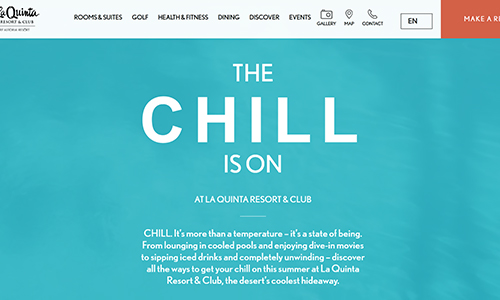 La Quinta
RESORT & CLUB
ROOMS & SUITES GOLF HEALTH & FITNESS DINING DISCOVER EVENTS GALLERY MAP CONTACT EN MAKE A RE
THE
CHILL
IS ON
AT LA QUINTA RESORT & CLUB
CHILL. It's more than a temperature – it's a state of being.
From lounging in cooled pools and enjoying dive-in movies
to sipping iced drinks and completely unwinding – discover
all the ways to get your chill on this summer at La Quinta
Resort & Club, the desert's coolest hideaway.